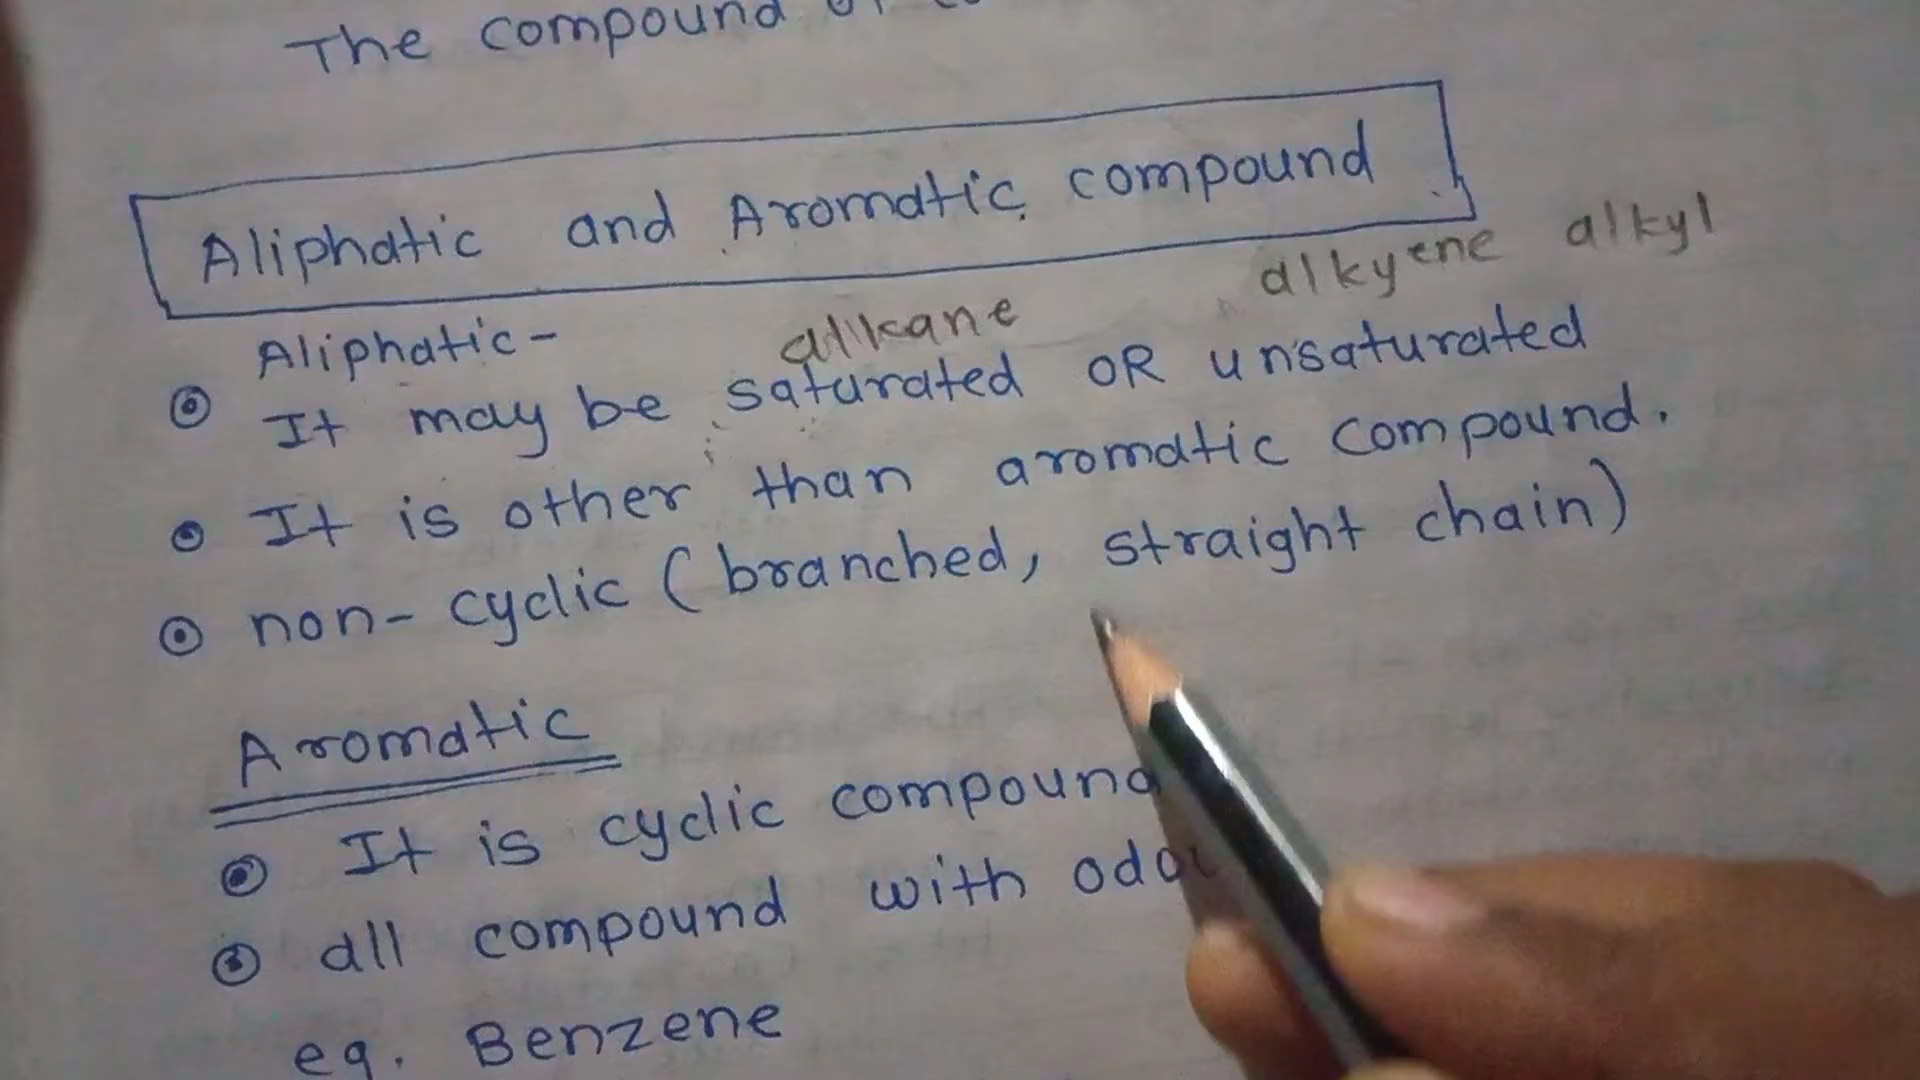 The compound
Aliphatic and Aromatic compound
alkyene alkyl
Aliphatic-
alkane
It may be saturated OR unsaturated
It is other than aromatic compound.
non-cyclic (branched, straight chain)
Aromatic
It is cyclic compound
all compound with
eg. Benzene